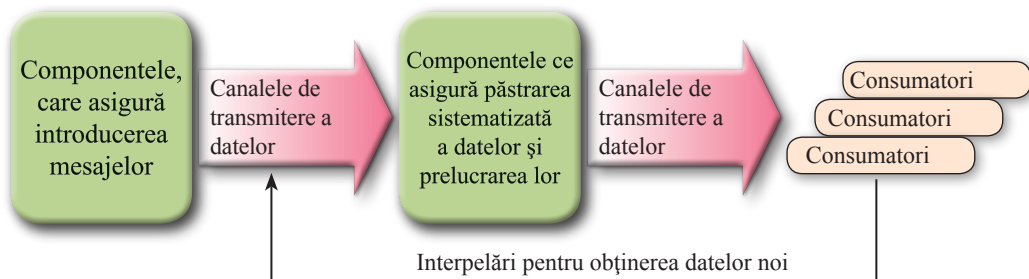 Componentele,
care asigură
introducerea
mesajelor
Canalele de
transmitere a
datelor
Componentele ce
asigură păstrarea
sistematizată
a datelor şi
prelucrarea lor
Canalele de
transmitere a
datelor
Consumatori
Consumatori
Consumatori
Interpelări pentru obţinerea datelor noi